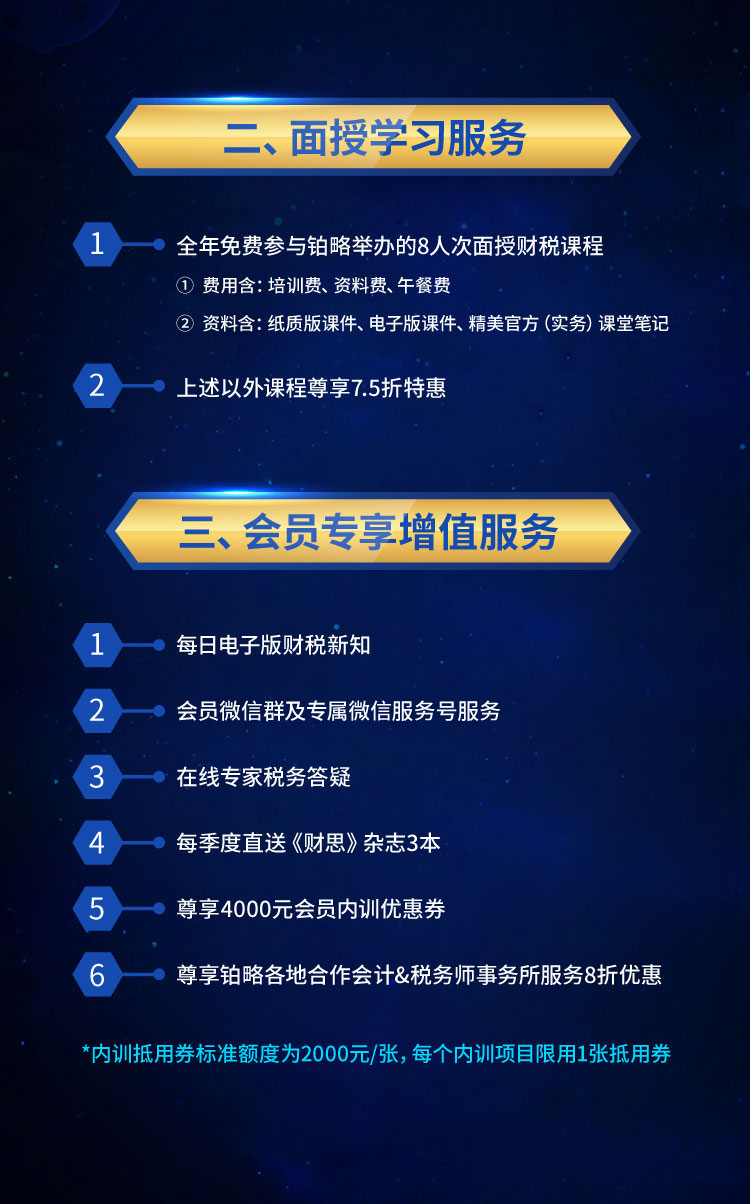 二、面授学习服务
1 全年免费参与铂略举办的8人次面授财税课程
① 费用含：培训费、资料费、午餐费
② 资料含：纸质版课件、电子版课件、精美官方（实务）课堂笔记
2 上述以外课程尊享7.5折特惠
三、会员专享增值服务
1 每日电子版财税新知
2 会员微信群及专属微信服务号服务
3 在线专家税务答疑
4 每季度直送《财思》杂志3本
5 尊享4000元会员内训优惠券
6 尊享铂略各地合作会计&税务师事务所服务8折优惠
*内训抵用券标准额度为2000元/张，每个内训项目限用1张抵用券